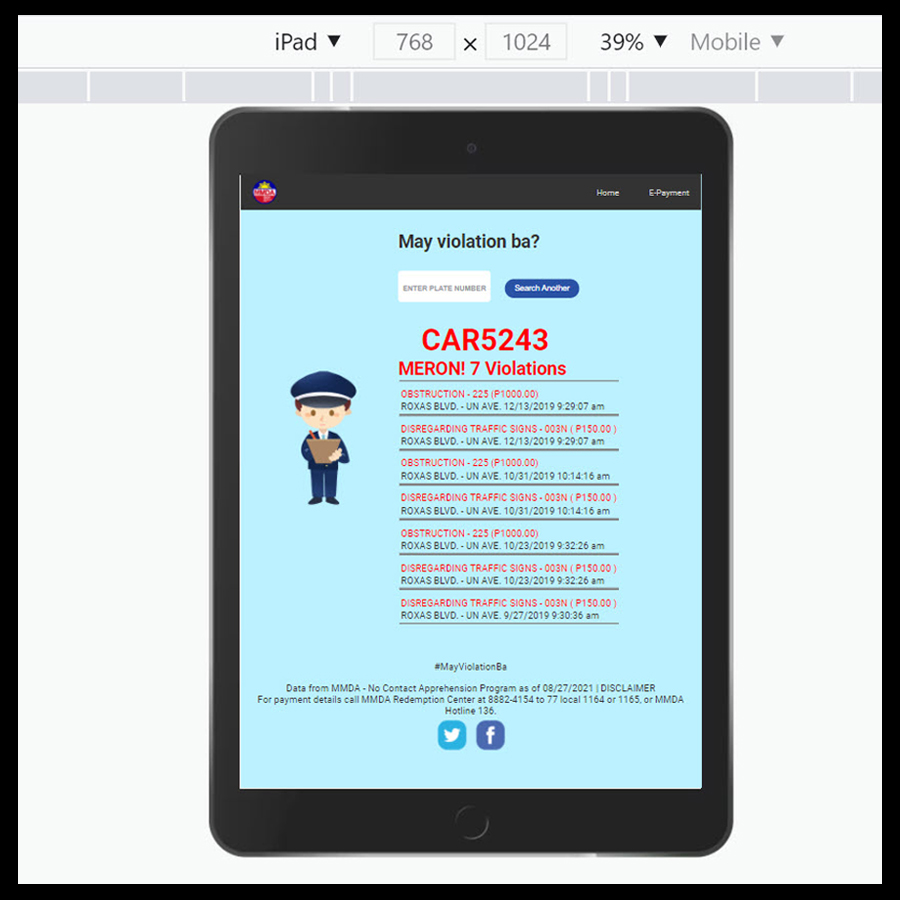 iPad ▼ 768 × 1024 39% ▼ Mobile ▼
MMDA
Home E-Payment
May violation ba?
ENTER PLATE NUMBER Search Another
CAR5243
MERON! 7 Violations
OBSTRUCTION - 225 (P1000.00)
ROXAS BLVD. - UN AVE. 12/13/2019 9:29:07 am
DISREGARDING TRAFFIC SIGNS - 003N ( P150.00 )
ROXAS BLVD. - UN AVE. 12/13/2019 9:29:07 am
OBSTRUCTION - 225 (P1000.00)
ROXAS BLVD. - UN AVE. 10/31/2019 10:14:16 am
DISREGARDING TRAFFIC SIGNS - 003N ( P150.00 )
ROXAS BLVD. - UN AVE. 10/31/2019 10:14:16 am
OBSTRUCTION - 225 (P1000.00)
ROXAS BLVD. - UN AVE. 10/23/2019 9:32:26 am
DISREGARDING TRAFFIC SIGNS - 003N ( P150.00 )
ROXAS BLVD. - UN AVE. 10/23/2019 9:32:26 am
DISREGARDING TRAFFIC SIGNS - 003N ( P150.00 )
ROXAS BLVD. - UN AVE. 9/27/2019 9:30:36 am
#MayViolationBa
Data from MMDA - No Contact Apprehension Program as of 08/27/2021 | DISCLAIMER
For payment details call MMDA Redemption Center at 8882-4154 to 77 local 1164 or 1165, or MMDA
Hotline 136.